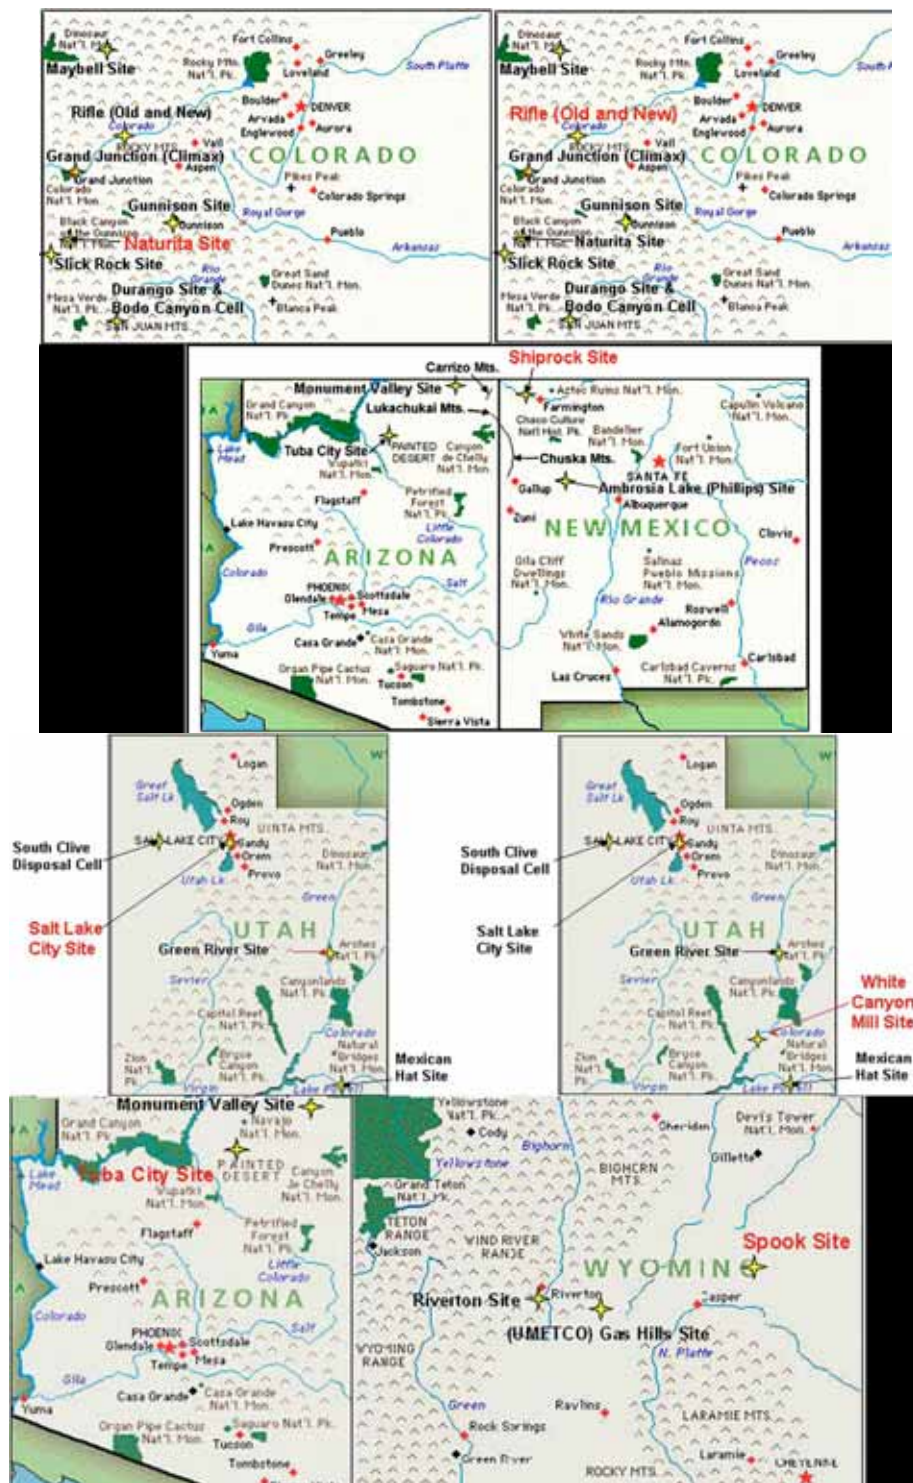 Dinosaur
Nat'l. M
Maybell Site
Fort Collins
Greeley
Rocky Mtn.
Nat'l. Pk.
Loveland
South Platte
Boulder
DENVER
Arvada
Aurora
Englewood
Rifle (Old and New)
Colorado
ROCKY MTS.
Vail
COLORADO
Grand Junction (Climax)
Aspen
Grand Junction
Colorado
Nat'l Mon.
Pikes Peak
Colorado Springs
Gunnison Site
Gunnison
Royal Gorge
Black Canyon
of the Gunnison
Nat'l. Mon.
Naturita Site
Pueblo
Arkansas
Slick Rock Site
Rio
Grande
Great Sand
Dunes Nat'l. Mon.
Durango Site &
Bodo Canyon Cell
Mesa Verde
Nat'l. Pk.
Blanca Peak
SAN JUAN MTS.
Dinosaur
Nat'l. M
Maybell Site
Fort Collins
Greeley
Rocky Mtn.
Nat'l. Pk.
Loveland
South Platte
Boulder
DENVER
Arvada
Aurora
Englewood
Rifle (Old and New)
Colorado
ROCKY MTS.
Vail
COLORADO
Grand Junction (Climax)
Aspen
Grand Junction
Colorado
Nat'l Mon.
Pikes Peak
Colorado Springs
Gunnison Site
Gunnison
Royal Gorge
Black Canyon
of the Gunnison
Nat'l. Mon.
Naturita Site
Pueblo
Arkansas
Slick Rock Site
Rio
Grande
Great Sand
Dunes Nat'l. Mon.
Durango Site &
Bodo Canyon Cell
Mesa Verde
Nat'l. Pk.
Blanca Peak
SAN JUAN MTS.
Shiprock Site
Carrizo Mts.
Monument Valley Site
Aztec Ruins Nat'l. Mon.
Farmington
Grand Canyon
Nat'l. Pk.
Lukachukai Mts.
Chaco Culture
Nat'l Hist. Pk.
Capulin Volcano
Nat'l. Mon.
Bandelier
Nat'l. Mon.
Lake
Mead
Tuba City Site
PAINTED
DESERT
Canyon
de Chelly
Nat'l. Mon.
Fort Union
Nat'l. Mon.
Wupatki
Nat'l. Mon.
Chuska Mts.
SANTA FE
Flagstaff
Gallup
Ambrosia Lake (Phillips) Site
Albuquerque
Petrified
Forest
Nat'l. Pk.
Zuni
NEW MEXICO
Lake Havasu City
Little
Colorado
Clovis
Prescott
ARIZONA
Colorado
Salt
Gila Cliff
Dwellings
Nat'l. Mon.
Salinas
Pueblo Missions
Nat'l. Mon.
Pecos
PHOENIX
Glendale
Scottsdale
Mesa
Tempe
Rio Grande
Roswell
Alamogordo
Gila
Yuma
Casa Grande
Casa Grande
Nat'l. Mon.
White Sands
Nat'l. Mon.
Organ Pipe Cactus
Nat'l. Mon.
Saguaro Nat'l. Pk.
Tucson
Las Cruces
Carlsbad Caverns
Nat'l. Pk.
Carlsbad
Tombstone
Sierra Vista
Logan
W
Great
Salt Lk
Ogden
Roy
UINTA MTS.
SALT LAKE CITY
Sandy
South Clive
Disposal Cell
Orem
Provo
Dinosaur
Nat'l. Mon.
Utah Lk.
Green
Salt Lake
City Site
UTAH
Green River Site
Arches
Nat'l. Pk.
Sevier
Canyonlands
Nat'l. Pk.
Capitol Reef
Nat'l. Pk.
Colorado
Natural
Bridges
Nat'l. Mon.
Zion
Nat'l.
Pk.
Bryce
Canyon
Nat'l. Pk.
Mexican
Hat Site
Virgin
Lake Powell
Logan
W
Great
Salt Lk
Ogden
Roy
UINTA MTS.
SALT LAKE CITY
Sandy
South Clive
Disposal Cell
Orem
Provo
Dinosaur
Nat'l. Mon.
Utah Lk.
Green
Salt Lake
City Site
UTAH
Green River Site
Arches
Nat'l. Pk.
Sevier
Canyonlands
Nat'l. Pk.
White
Canyon
Mill Site
Capitol Reef
Nat'l. Pk.
Colorado
Natural
Bridges
Nat'l. Mon.
Zion
Nat'l.
Pk.
Bryce
Canyon
Nat'l. Pk.
Mexican
Hat Site
Virgin
Lake Powell
Monument Valley Site
Grand Canyon
Nat'l. Pk.
Navajo
Nat'l. Mon.
Lake
Mead
Tuba City Site
PAINTED
DESERT
Canyon
de Chelly
Nat'l. Mon.
Wupatki
Nat'l. Mon.
Flagstaff
Petrified
Forest
Nat'l. Pk.
Lake Havasu City
Little
Colorado
Prescott
ARIZONA
Colorado
Salt
PHOENIX
Glendale
Scottsdale
Mesa
Tempe
Gila
Yuma
Casa Grande
Casa Grande
Nat'l. Mon.
Organ Pipe Cactus
Nat'l. Mon.
Saguaro Nat'l. Pk.
Tucson
Tombstone
Yellowstone
Nat'l. Pk.
Cody
Bighorn
Sheridan
Devils Tower
Nat'l. Mon.
Gillette
Yellowstone
BIGHORN
MTS.
Grand Teton
Nat'l. Pk.
TETON
RANGE
Jackson
WIND RIVER
RANGE
Spook Site
WYOMING
Riverton Site
Riverton
Casper
(UMETCO) Gas Hills Site
WYOMING
RANGE
N. Platte
Green
Rawlins
Rock Springs
LARAMIE MTS.
Green River
Laramie
ROCKY MTS.
CHEYENNE